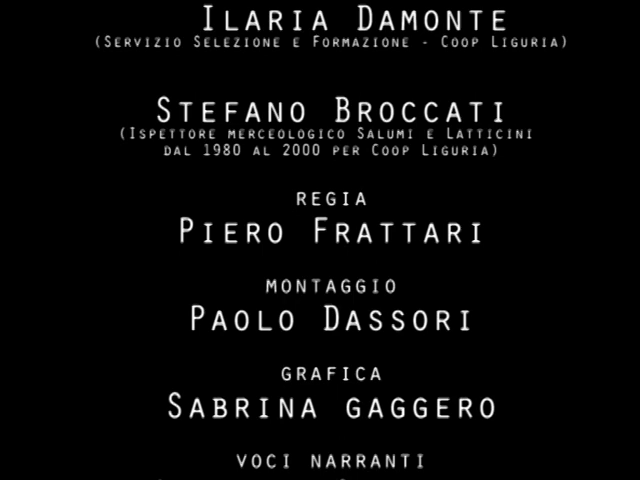 Ilaria Damonte
(Servizio Selezione e Formazione - Coop Liguria)
Stefano Broccati
(Ispettore merceologico Salumi e Latticini
dal 1980 al 2000 per Coop Liguria)
regia
Piero Frattari
montaggio
Paolo Dassori
grafica
Sabrina gaggero
voci narranti